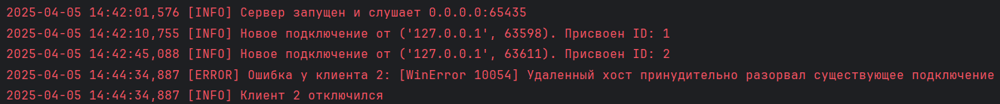 2025-04-05 14:42:01,576 [INFO] Сервер запущен и слушает 0.0.0.0:65435
2025-04-05 14:42:10,755 [INFO] Новое подключение от ('127.0.0.1', 63598). Присвоен ID: 1
2025-04-05 14:42:45,088 [INFO] Новое подключение от ('127.0.0.1', 63611). Присвоен ID: 2
2025-04-05 14:44:34,887 [ERROR] Ошибка у клиента 2: [WinError 10054] Удаленный хост принудительно разорвал существующее подключение
2025-04-05 14:44:34,887 [INFO] Клиент 2 отключился